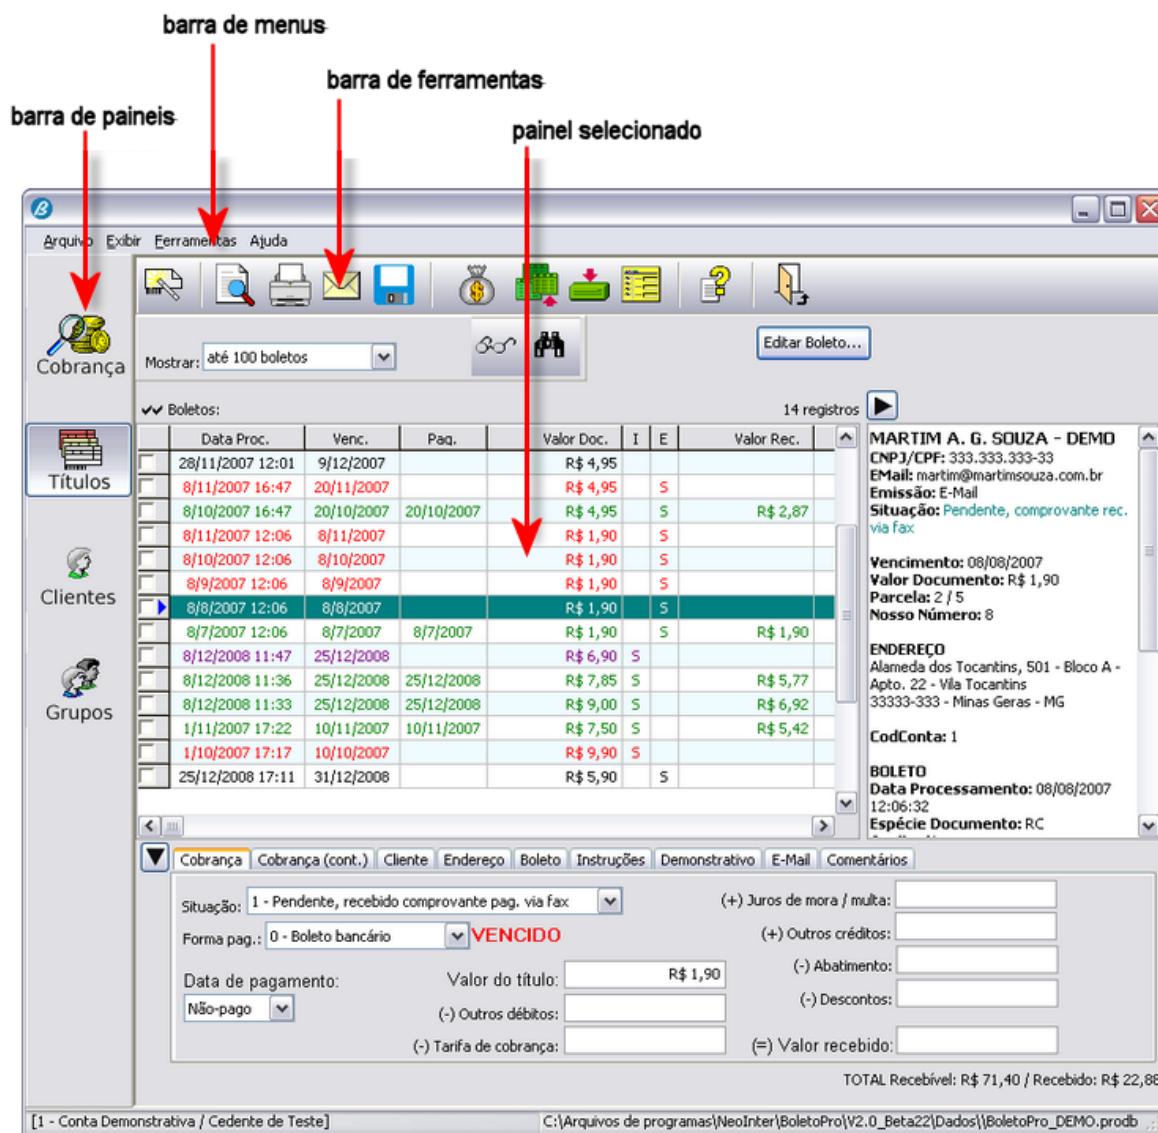 barra de menus
barra de ferramentas
barra de paineis
painel selecionado
Arquivo Exibir Ferramentas Ajuda
Cobrança
Títulos
Clientes
Grupos
Mostrar: até 100 boletos
Editar Boleto...
Boletos:
14 registros
Data Proc. Venc. Pag. Valor Doc. I E Valor Rec.
28/11/2007 12:01 9/12/2007 R$ 4,95
8/11/2007 16:47 20/11/2007 R$ 4,95 S
8/10/2007 16:47 20/10/2007 20/10/2007 R$ 4,95 S R$ 2,87
8/11/2007 12:06 8/11/2007 R$ 1,90 S
8/10/2007 12:06 8/10/2007 R$ 1,90 S
8/9/2007 12:06 8/9/2007 R$ 1,90 S
8/8/2007 12:06 8/8/2007 R$ 1,90 S
8/7/2007 12:06 8/7/2007 8/7/2007 R$ 1,90 S R$ 1,90
8/12/2008 11:47 25/12/2008 R$ 6,90 S
8/12/2008 11:36 25/12/2008 25/12/2008 R$ 7,85 S R$ 5,77
8/12/2008 11:33 25/12/2008 25/12/2008 R$ 9,00 S R$ 6,92
1/11/2007 17:22 10/11/2007 10/11/2007 R$ 7,50 S R$ 5,42
1/10/2007 17:17 10/10/2007 R$ 9,90 S
25/12/2008 17:11 31/12/2008 R$ 5,90 S
MARTIM A. G. SOUZA - DEMO
CNPJ/CPF: 333.333.333-33
EMail: martim@martimsouza.com.br
Emissão: E-Mail
Situação: Pendente, comprovante rec.
via fax
Vencimento: 08/08/2007
Valor Documento: R$ 1,90
Parcela: 2 / 5
Nosso Número: 8
ENDEREÇO
Alameda dos Tocantins, 501 - Bloco A -
Apto. 22 - Vila Tocantins
33333-333 - Minas Geras - MG
CodConta: 1
BOLETO
Data Processamento: 08/08/2007
12:06:32
Espécie Documento: RC
Cobrança Cobrança (cont.) Cliente Endereço Boleto Instruções Demonstrativo E-Mail Comentários
Situação: 1 - Pendente, recebido comprovante pag. via fax
Forma pag.: 0 - Boleto bancário VENCIDO
Data de pagamento:
Não-pago
Valor do título: R$ 1,90
(-) Outros débitos:
(-) Tarifa de cobrança:
(+) Juros de mora / multa:
(+) Outros créditos:
(-) Abatimento:
(-) Descontos:
(=) Valor recebido:
TOTAL Recebível: R$ 71,40 / Recebido: R$ 22,88
[1 - Conta Demonstrativa / Cedente de Teste]
C:\Arquivos de programas\NeoInter\BoletoPro\V2.0_Beta22\Dados\\BoletoPro_DEMO.prodb